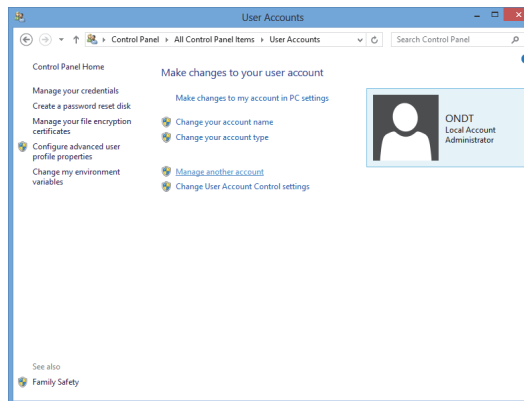 User Accounts
Control Panel ▸ All Control Panel Items ▸ User Accounts
Search Control Panel
Control Panel Home
Manage your credentials
Create a password reset disk
Manage your file encryption
certificates
Configure advanced user
profile properties
Change my environment
variables
See also
Family Safety
Make changes to your user account
Make changes to my account in PC settings
Change your account name
Change your account type
Manage another account
Change User Account Control settings
ONDT
Local Account
Administrator